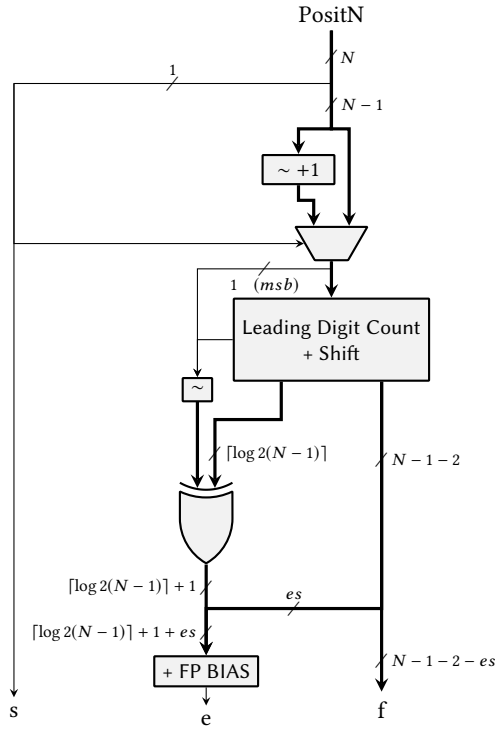 PositN
N
1
N − 1
∼ +1
1 (msb)
Leading Digit Count
+ Shift
∼
⌈log 2(N − 1)⌉
N − 1 − 2
⌈log 2(N − 1)⌉ + 1
es
⌈log 2(N − 1)⌉ + 1 + es
+ FP BIAS
N − 1 − 2 − es
s
e
f